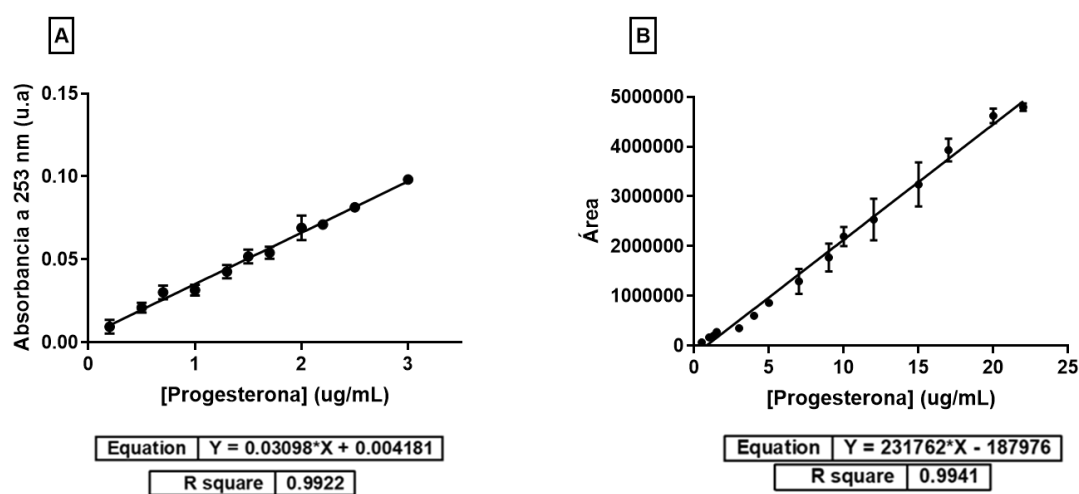 A
Absorbancia a 253 nm (u.a)
0.15
0.10
0.05
0.00
0 1 2 3
[Progesterona] (ug/mL)
Equation Y = 0.03098*X + 0.004181
R square 0.9922
B
Área
5000000
4000000
3000000
2000000
1000000
0
0 5 10 15 20 25
[Progesterona] (ug/mL)
Equation Y = 231762*X - 187976
R square 0.9941